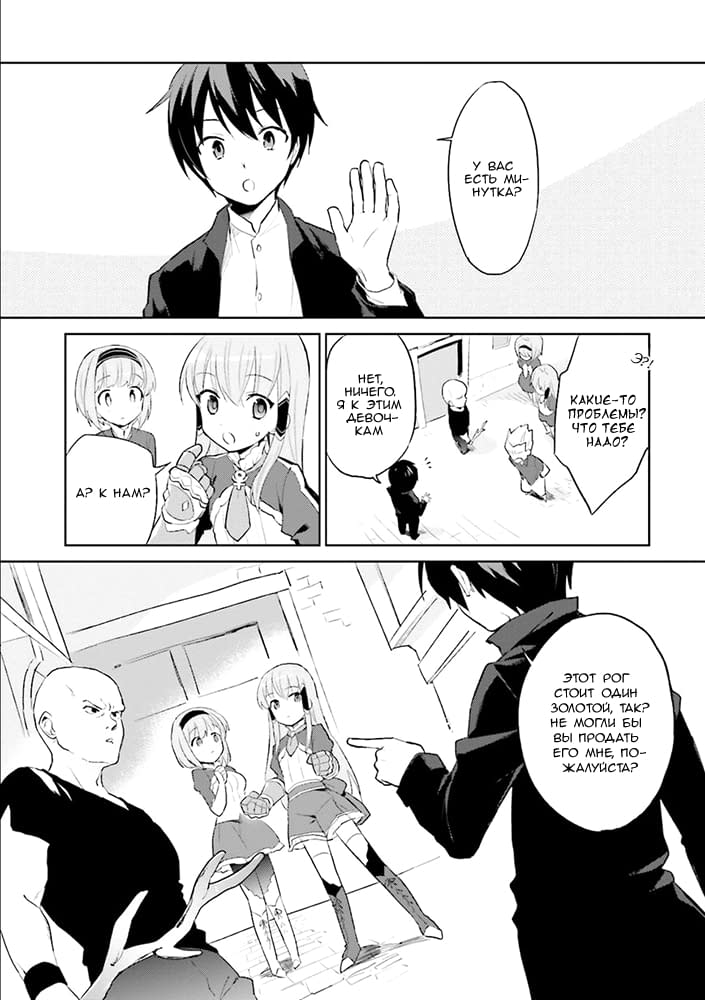 У ВАС
ЕСТЬ МИ-
НУТКА?
Э?!
КАКИЕ-ТО
ПРОБЛЕМЫ?
ЧТО ТЕБЕ
НАДО?
НЕТ,
НИЧЕГО.
Я К ЭТИМ
ДЕВОЧ-
КАМ
А? К НАМ?
ЭТОТ РОГ
СТОИТ ОДИН
ЗОЛОТОЙ, ТАК?
НЕ МОГЛИ БЫ
ВЫ ПРОДАТЬ
ЕГО МНЕ, ПО-
ЖАЛУЙСТА?